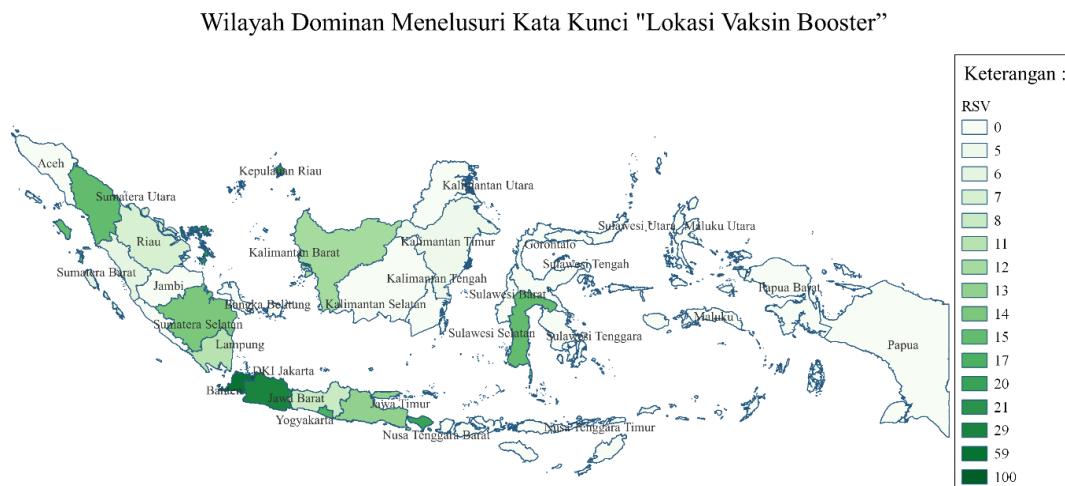 Wilayah Dominan Menelusuri Kata Kunci "Lokasi Vaksin Booster”
Keterangan :
RSV
0
5
6
7
8
11
12
13
14
15
17
20
21
29
59
100
Aceh
Sumatera Utara
Kepulauan Riau
Riau
Sumatera Barat
Jambi
Bangka Belitung
Sumatera Selatan
Lampung
DKI Jakarta
Banten
Jawa Barat
Jawa Timur
Yogyakarta
Nusa Tenggara Barat
Nusa Tenggara Timur
Kalimantan Utara
Kalimantan Barat
Kalimantan Timur
Kalimantan Tengah
Kalimantan Selatan
Gorontalo
Sulawesi Utara
Maluku Utara
Sulawesi Tengah
Sulawesi Barat
Sulawesi Selatan
Sulawesi Tenggara
Maluku
Papua Barat
Papua